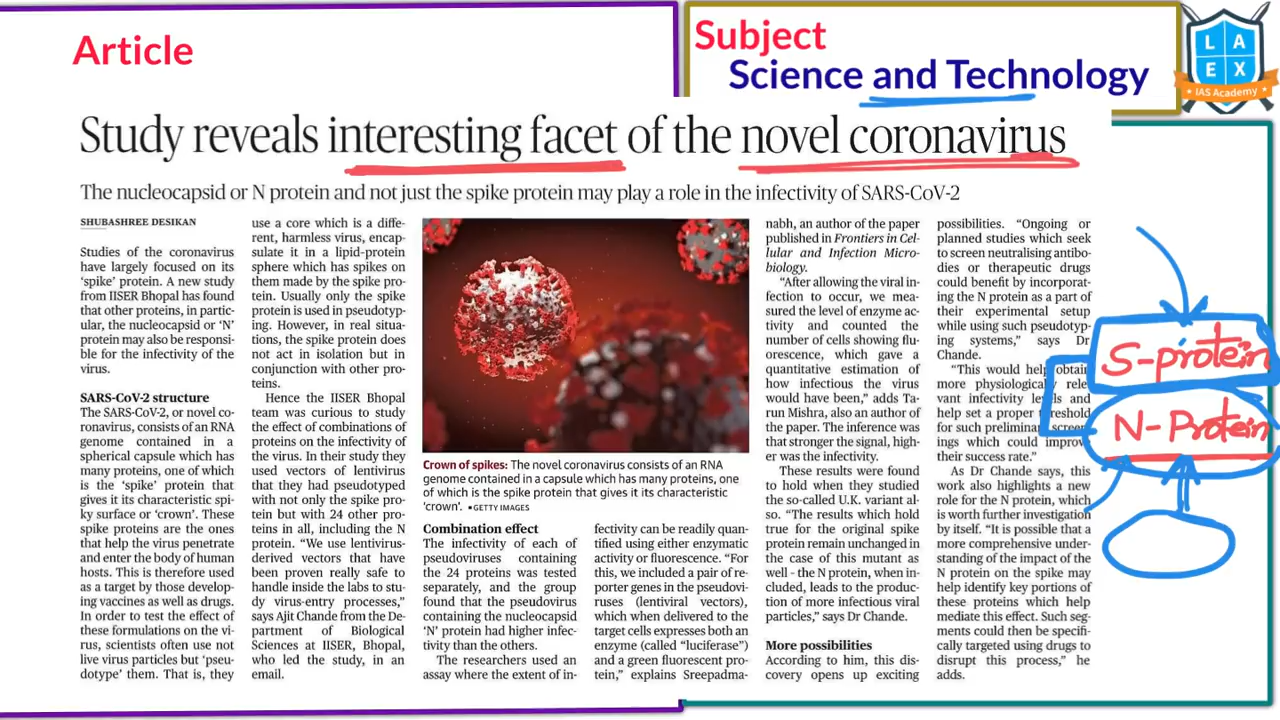 Article
Subject
Science and Technology
L A
E X
IAS Academy
Study reveals interesting facet of the novel coronavirus
The nucleocapsid or N protein and not just the spike protein may play a role in the infectivity of SARS-CoV-2
SHUBASHREE DESIKAN
Studies of the coronavirus
have largely focused on its
'spike' protein. A new study
from IISER Bhopal has found
that other proteins, in partic-
ular, the nucleocapsid or 'N'
protein may also be responsi-
ble for the infectivity of the
virus.
SARS-CoV-2 structure
The SARS-CoV-2, or novel co-
ronavirus, consists of an RNA
genome contained in a
spherical capsule which has
many proteins, one of which
is the 'spike' protein that
gives it its characteristic spi-
ky surface or 'crown'. These
spike proteins are the ones
that help the virus penetrate
and enter the body of human
hosts. This is therefore used
as a target by those develop-
ing vaccines as well as drugs.
In order to test the effect of
these formulations on the vi-
rus, scientists often use not
live virus particles but 'pseu-
dotype' them. That is, they
use a core which is a diffe-
rent, harmless virus, encap-
sulate it in a lipid-protein
sphere which has spikes on
them made by the spike pro-
tein. Usually only the spike
protein is used in pseudotyp-
ing. However, in real situa-
tions, the spike protein does
not act in isolation but in
conjunction with other pro-
teins.
Hence the IISER Bhopal
team was curious to study
the effect of combinations of
proteins on the infectivity of
the virus. In their study they
used vectors of lentivirus
that they had pseudotyped
with not only the spike pro-
tein but with 24 other pro-
teins in all, including the N
protein. "We use lentivirus-
derived vectors that have
been proven really safe to
handle inside the labs to stu-
dy virus-entry processes,"
says Ajit Chande from the De-
partment of Biological
Sciences at IISER, Bhopal,
who led the study, in an
email.
Crown of spikes: The novel coronavirus consists of an RNA
genome contained in a capsule which has many proteins, one
of which is the spike protein that gives it its characteristic
'crown'. ▪ GETTY IMAGES
Combination effect
The infectivity of each of
pseudoviruses containing
the 24 proteins was tested
separately, and the group
found that the pseudovirus
containing the nucleocapsid
'N' protein had higher infec-
tivity than the others.
The researchers used an
assay where the extent of in-
fectivity can be readily quan-
tified using either enzymatic
activity or fluorescence. "For
this, we included a pair of re-
porter genes in the pseudovi-
ruses (lentiviral vectors),
which when delivered to the
target cells expresses both an
enzyme (called "luciferase")
and a green fluorescent pro-
tein," explains Sreepadma-
nabh, an author of the paper
published in Frontiers in Cel-
lular and Infection Micro-
biology.
"After allowing the viral in-
fection to occur, we mea-
sured the level of enzyme ac-
tivity and counted the
number of cells showing flu-
orescence, which gave a
quantitative estimation of
how infectious the virus
would have been," adds Ta-
run Mishra, also an author of
the paper. The inference was
that stronger the signal, high-
er was the infectivity.
These results were found
to hold when they studied
the so-called U.K. variant al-
so. "The results which hold
true for the original spike
protein remain unchanged in
the case of this mutant as
well - the N protein, when in-
cluded, leads to the produc-
tion of more infectious viral
particles," says Dr Chande.
More possibilities
According to him, this dis-
covery opens up exciting
possibilities. "Ongoing or
planned studies which seek
to screen neutralising antibo-
dies or therapeutic drugs
could benefit by incorporat-
ing the N protein as a part of
their experimental setup
while using such pseudotyp-
ing systems," says Dr
Chande.
"This would help obtain
more physiologically rele-
vant infectivity levels and
help set a proper threshold
for such preliminary screen-
ings which could improve
their success rate."
As Dr Chande says, this
work also highlights a new
role for the N protein, which
is worth further investigation
by itself. "It is possible that a
more comprehensive under-
standing of the impact of the
N protein on the spike may
help identify key portions of
these proteins which help
mediate this effect. Such seg-
ments could then be specifi-
cally targeted using drugs to
disrupt this process," he
adds.
S-protein
N-Protein